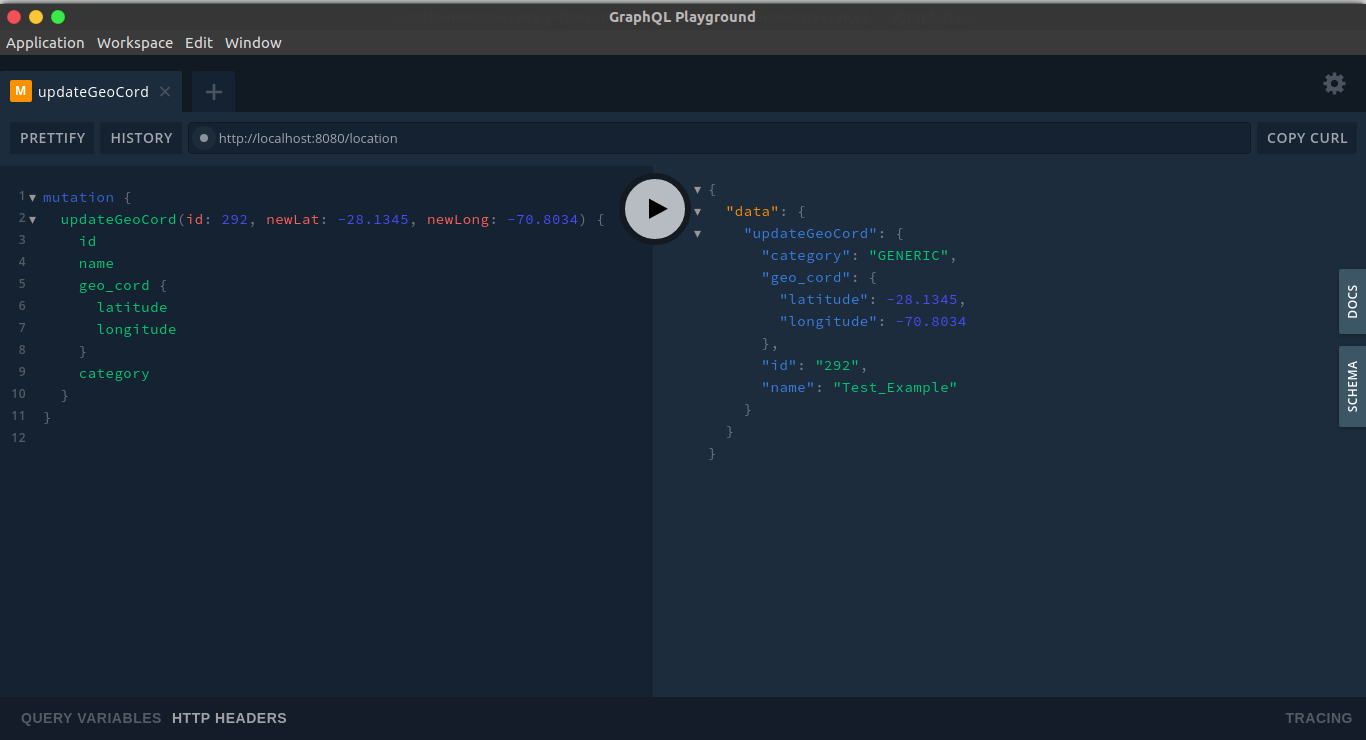 GraphQL Playground
Application Workspace Edit Window
M updateGeoCord × +
PRETTIFY HISTORY http://localhost:8080/location COPY CURL
1 mutation {
2 updateGeoCord(id: 292, newLat: -28.1345, newLong: -70.8034) {
3 id
4 name
5 geo_cord {
6 latitude
7 longitude
8 }
9 category
10 }
11 }
12
{
"data": {
"updateGeoCord": {
"category": "GENERIC",
"geo_cord": {
"latitude": -28.1345,
"longitude": -70.8034
},
"id": "292",
"name": "Test_Example"
}
}
}
DOCS
SCHEMA
QUERY VARIABLES HTTP HEADERS TRACING